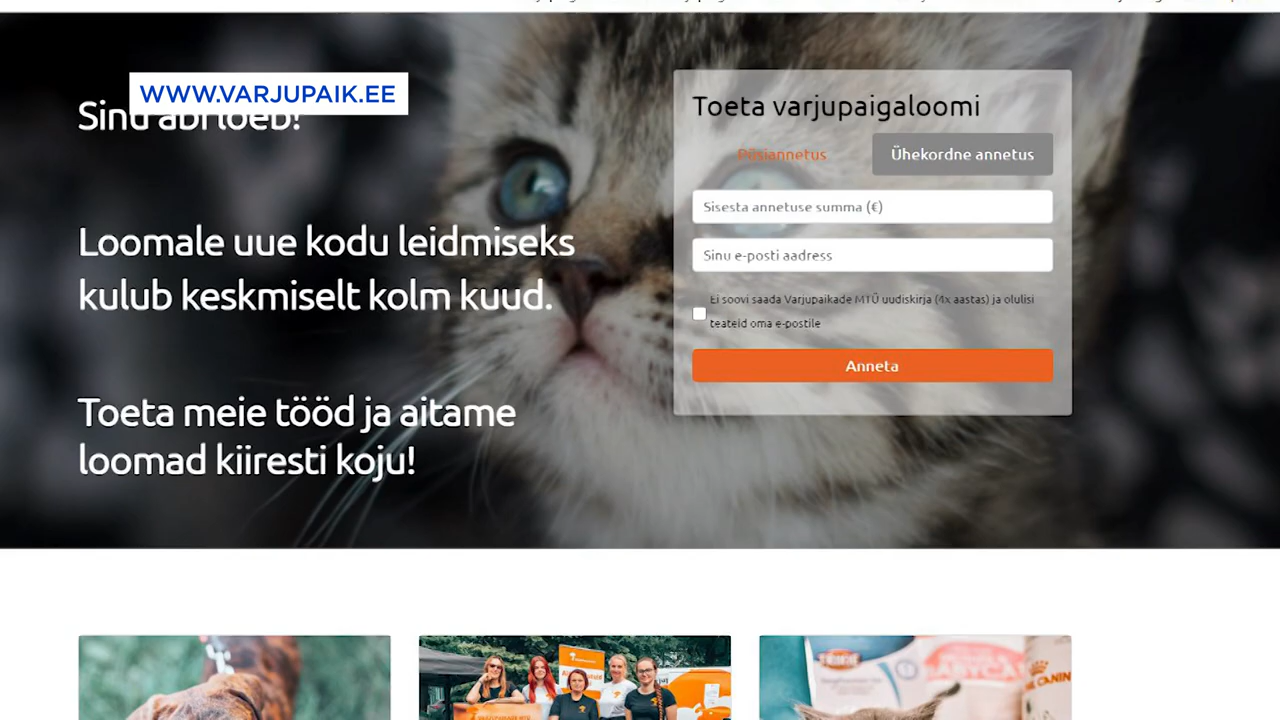 WWW.VARJUPAIK.EE
Sinu abi loeb!
Loomale uue kodu leidmiseks
kulub keskmiselt kolm kuud.
Toeta meie tööd ja aitame
loomad kiiresti koju!
Toeta varjupaigaloomi
Püsiannetus
Ühekordne annetus
Sisesta annetuse summa (€)
Sinu e-posti aadress
Ei soovi saada Varjupaikade MTÜ uudiskirja (4x aastas) ja olulisi
teateid oma e-postile
Anneta